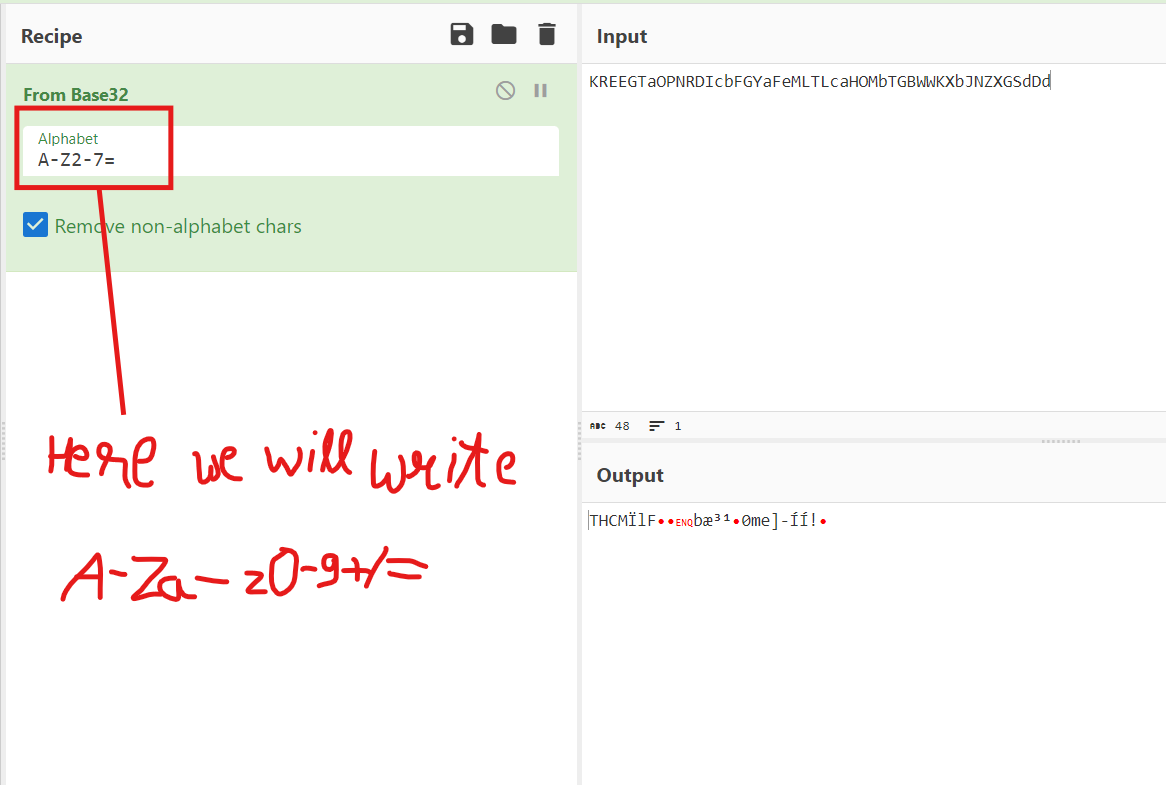 Recipe
Input
From Base32
KREEGTaOPNRDIcbFGYaFeMLTLcaHOMbTGBWWKXbJNZXGSdDd
Alphabet
A-Z2-7=
Remove non-alphabet chars
ABC 48 1
Here we will write
Output
THCMÏlF••ENQbæ³¹•0me]-ÍÍ!•
A-Za-z0-9+/=